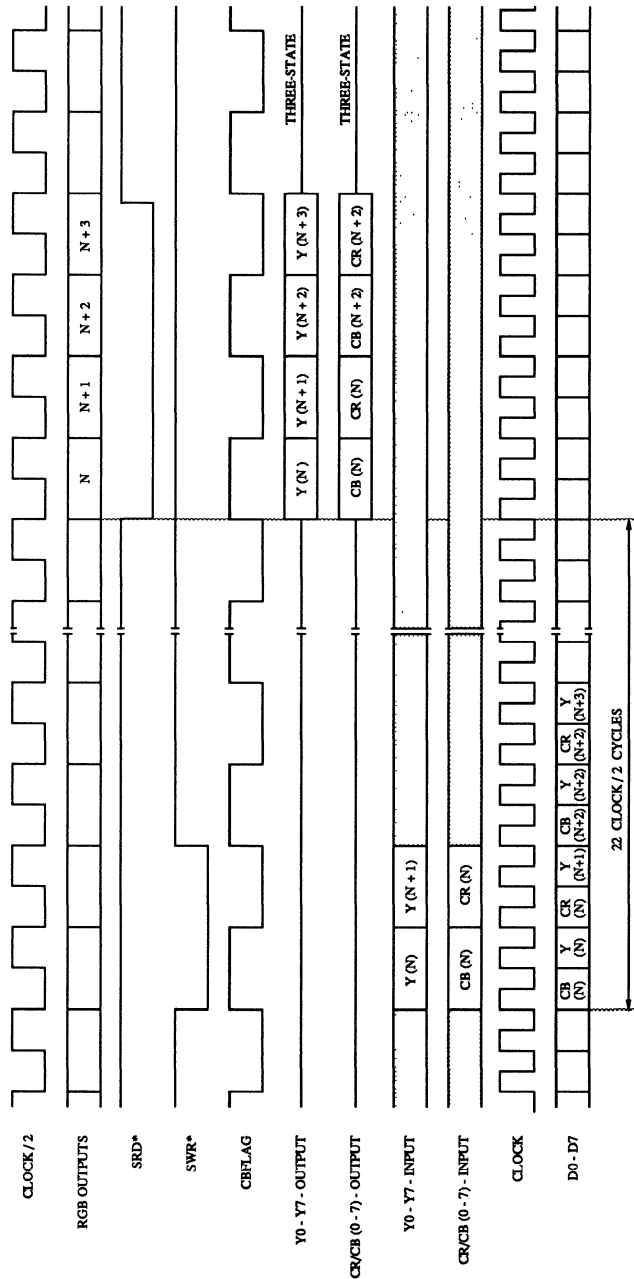 CLOCK / 2
RGB OUTPUTS
N
N + 1
N + 2
N + 3
SRD*
SWR*
CBFLAG
Y0 - Y7 - OUTPUT
Y (N)
Y (N + 1)
Y (N + 2)
Y (N + 3)
THREE-STATE
CR/CB (0 - 7) - OUTPUT
CB (N)
CR (N)
CB (N + 2)
CR (N + 2)
THREE-STATE
Y0 - Y7 - INPUT
Y (N)
Y (N + 1)
CR/CB (0 - 7) - INPUT
CB (N)
CR (N)
CLOCK
D0 - D7
CB
(N)
Y
(N)
CR
(N)
Y
(N+1)
CB
(N+2)
Y
(N+2)
CR
(N+2)
Y
(N+3)
22 CLOCK / 2 CYCLES